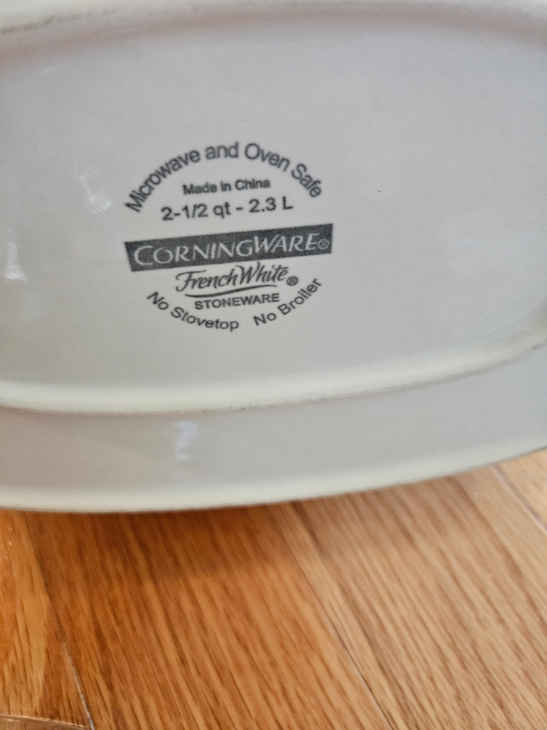 Microwave and Oven Safe
Made in China
2-1/2 qt - 2.3 L
CORNINGWARE®
French White®
STONEWARE
No Stovetop No Broiler